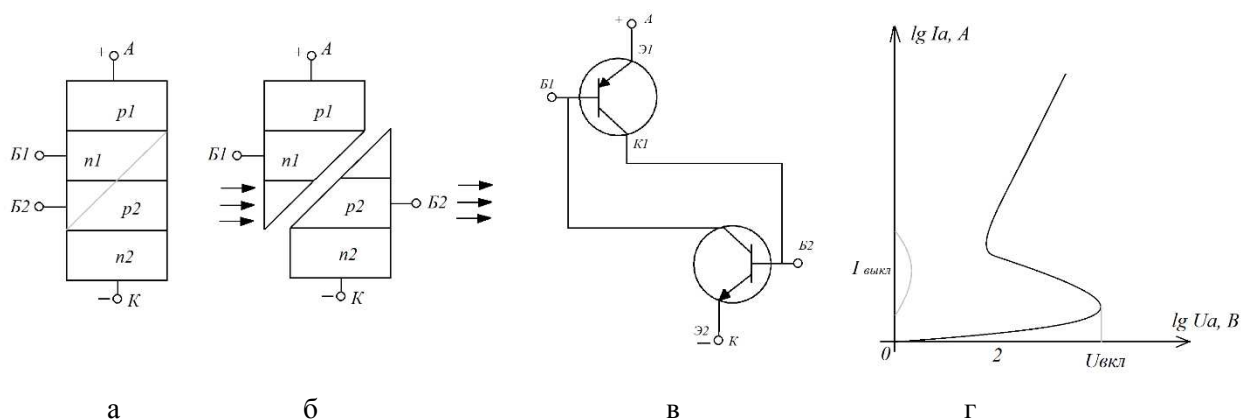 + А
p1
Б1
n1
Б2
p2
n2
− К
+ А
p1
Б1
n1
p2
Б2
n2
− К
+ А
Э1
Б1
К1
Б2
Э2
− К
lg Ia, А
I выкл
lg Ua, В
0
2
Uвкл
а б в г